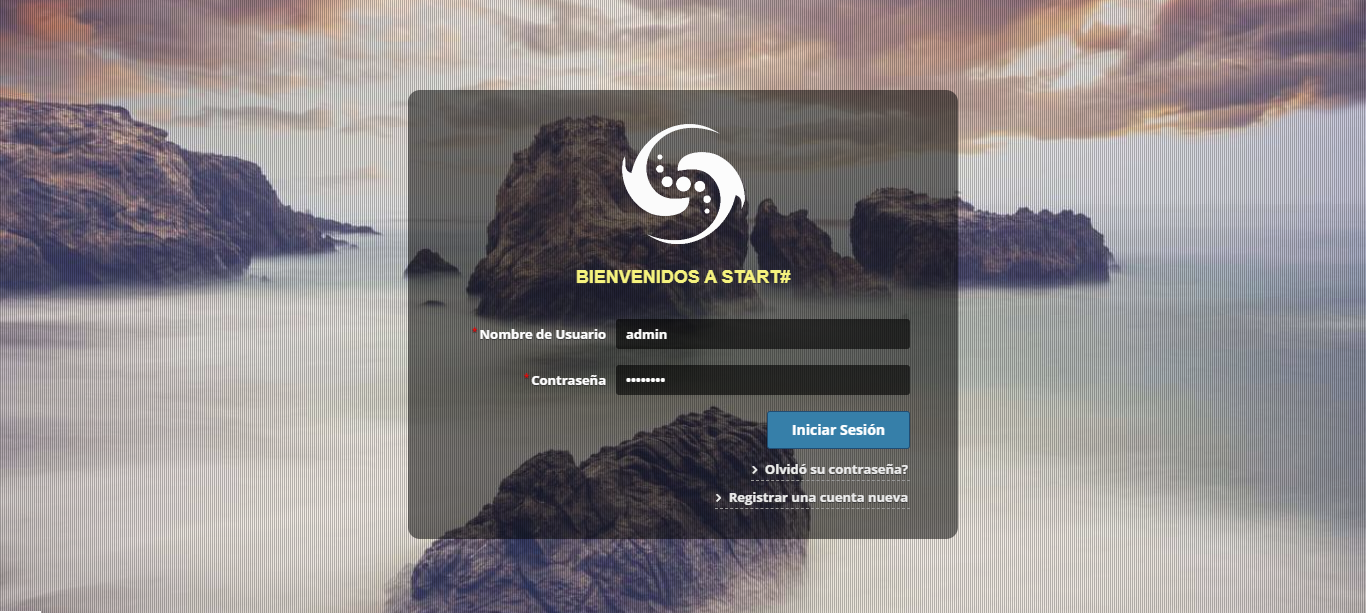 BIENVENIDOS A START#
*Nombre de Usuario admin
*Contraseña ••••••••
Iniciar Sesión
Olvidó su contraseña?
Registrar una cuenta nueva